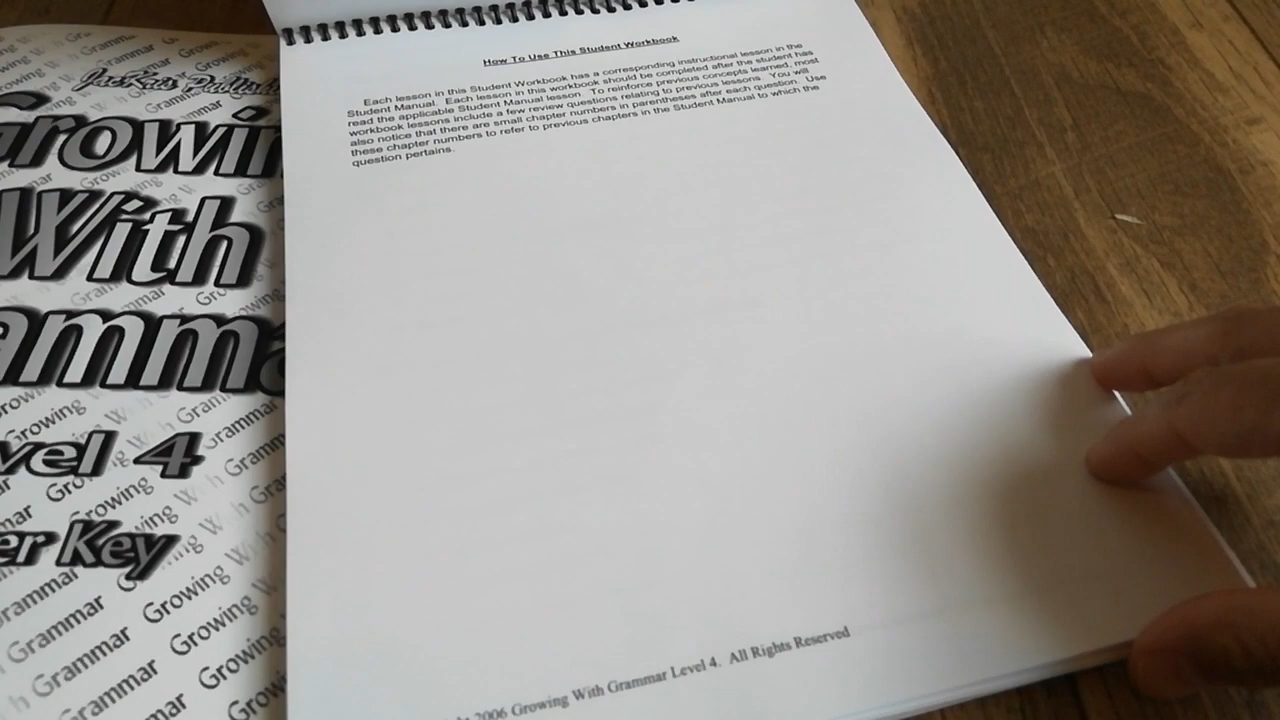 JacKris Publishing
Growin
With
amma
vel 4
er Key
How To Use This Student Workbook
Each lesson in this Student Workbook has a corresponding instructional lesson in the
Student Manual. Each lesson in this workbook should be completed after the student has
read the applicable Student Manual lesson. To reinforce previous concepts learned, most
workbook lessons include a few review questions relating to previous lessons. You will
also notice that there are small chapter numbers in parentheses after each question. Use
these chapter numbers to refer to previous chapters in the Student Manual to which the
question pertains.
2006 Growing With Grammar Level 4. All Rights Reserved